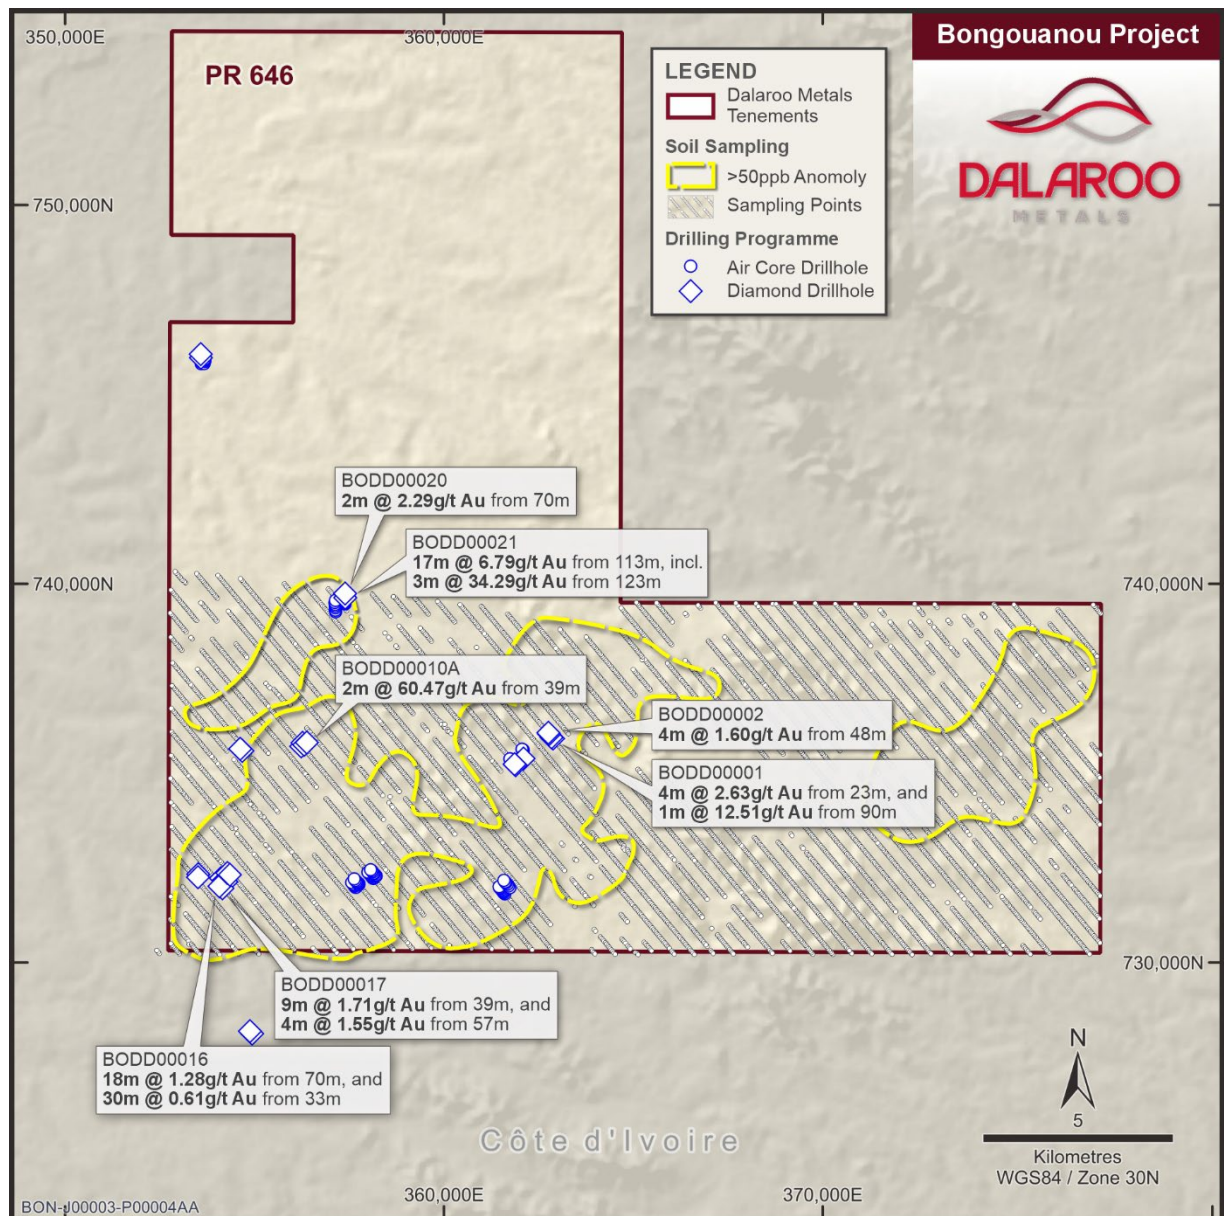 350,000E
360,000E
Bongouanou Project
PR 646
LEGEND
Dalaroo Metals
Tenements
Soil Sampling
>50ppb Anomoly
Sampling Points
Drilling Programme
Air Core Drillhole
Diamond Drillhole
DALAROO
METALS
750,000N
BODD00020
2m @ 2.29g/t Au from 70m
BODD00021
17m @ 6.79g/t Au from 113m, incl.
3m @ 34.29g/t Au from 123m
740,000N
740,000N
BODD00010A
2m @ 60.47g/t Au from 39m
BODD00002
4m @ 1.60g/t Au from 48m
BODD00001
4m @ 2.63g/t Au from 23m, and
1m @ 12.51g/t Au from 90m
730,000N
BODD00017
9m @ 1.71g/t Au from 39m, and
4m @ 1.55g/t Au from 57m
BODD00016
18m @ 1.28g/t Au from 70m, and
30m @ 0.61g/t Au from 33m
N
5
Kilometres
WGS84 / Zone 30N
Côte d'Ivoire
360,000E
370,000E
BON-J00003-P00004AA